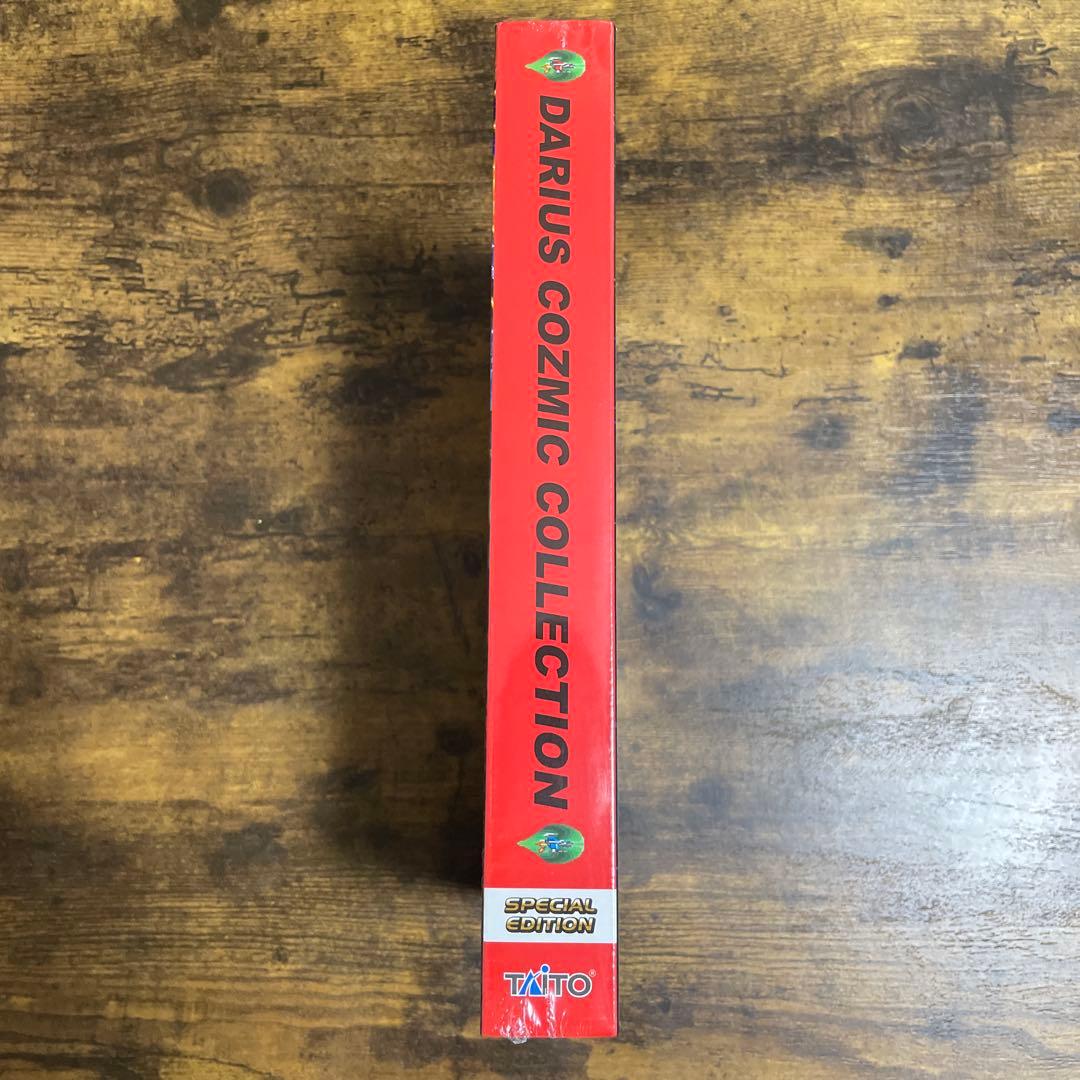 DARIUS COZMIC COLLECTION
SPECIAL
EDITION
TAITO®